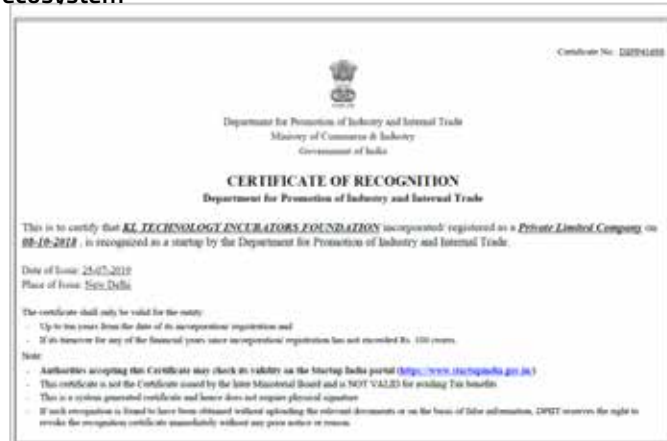 ecosystem
Certificate No:
Department for Promotion of Industry and Internal Trade
Ministry of Commerce & Industry
Government of India
CERTIFICATE OF RECOGNITION
Department for Promotion of Industry and Internal Trade
This is to certify that KL TECHNOLOGY INCUBATORS FOUNDATION incorporated/ registered as a Private Limited Company on
08-10-2018 , is recognized as a startup by the Department for Promotion of Industry and Internal Trade.
Date of Issue: 25-07-2019
Place of Issue: New Delhi
The certificate shall only be valid for the entity:
- Up to ten years from the date of its incorporation/ registration and
- If its turnover for any of the financial years since incorporation/ registration has not exceeded Rs. 100 crores.
Note:
- Authorities accepting this Certificate may check its validity on the Startup India portal (https://www.startupindia.gov.in/)
- This certificate is not the Certificate issued by the Inter Ministerial Board and is NOT VALID for availing Tax benefits
- This is a system generated certificate and hence does not require physical signature
- If such recognition is found to have been obtained without uploading the relevant documents or on the basis of false information, DPIIT reserves the right to
revoke the recognition certificate immediately without any prior notice or reason.